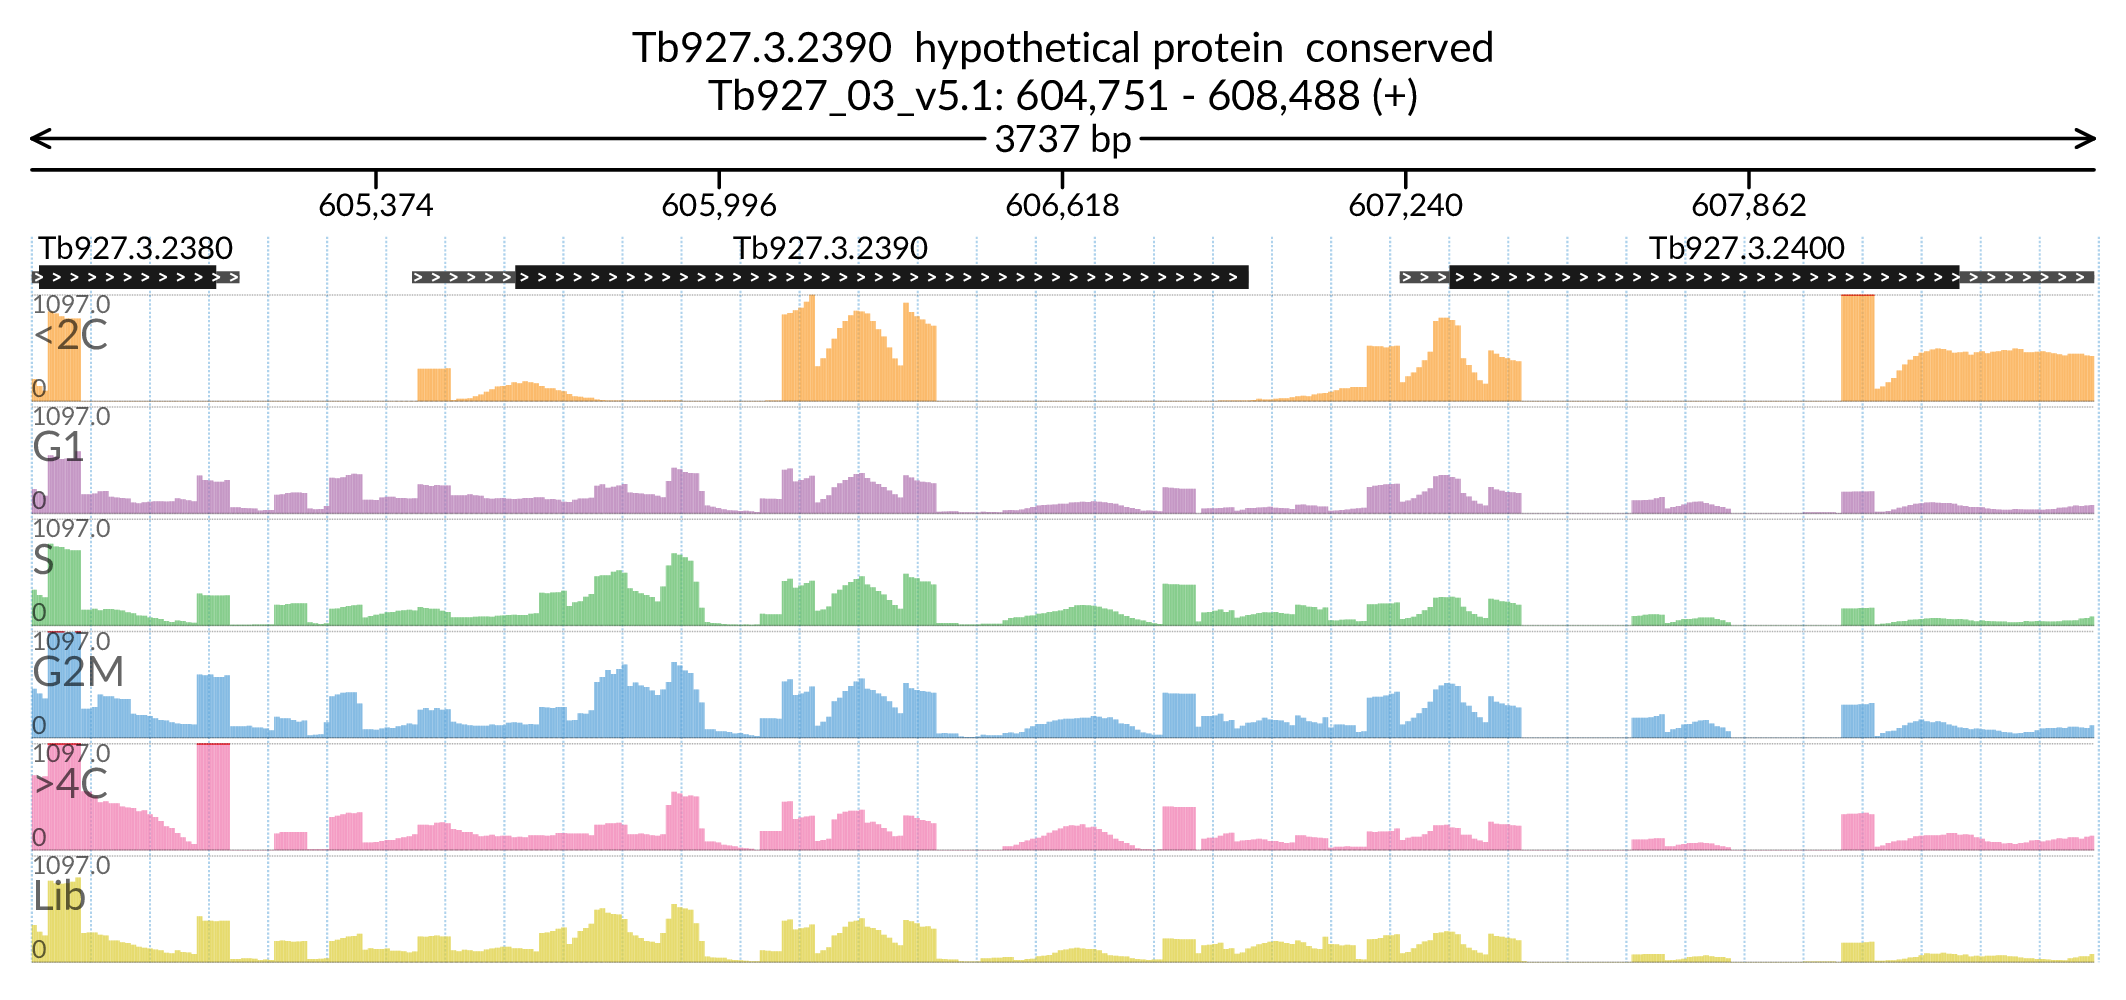 Tb927.3.2390 hypothetical protein conserved
Tb927_03_v5.1: 604,751 - 608,488 (+)
3737 bp
605,374 605,996 606,618 607,240 607,862
Tb927.3.2380 Tb927.3.2390 Tb927.3.2400
1097.0
<2C
0
1097.0
G1
0
1097.0
S
0
1097.0
G2M
0
1097.0
>4C
0
1097.0
Lib
0